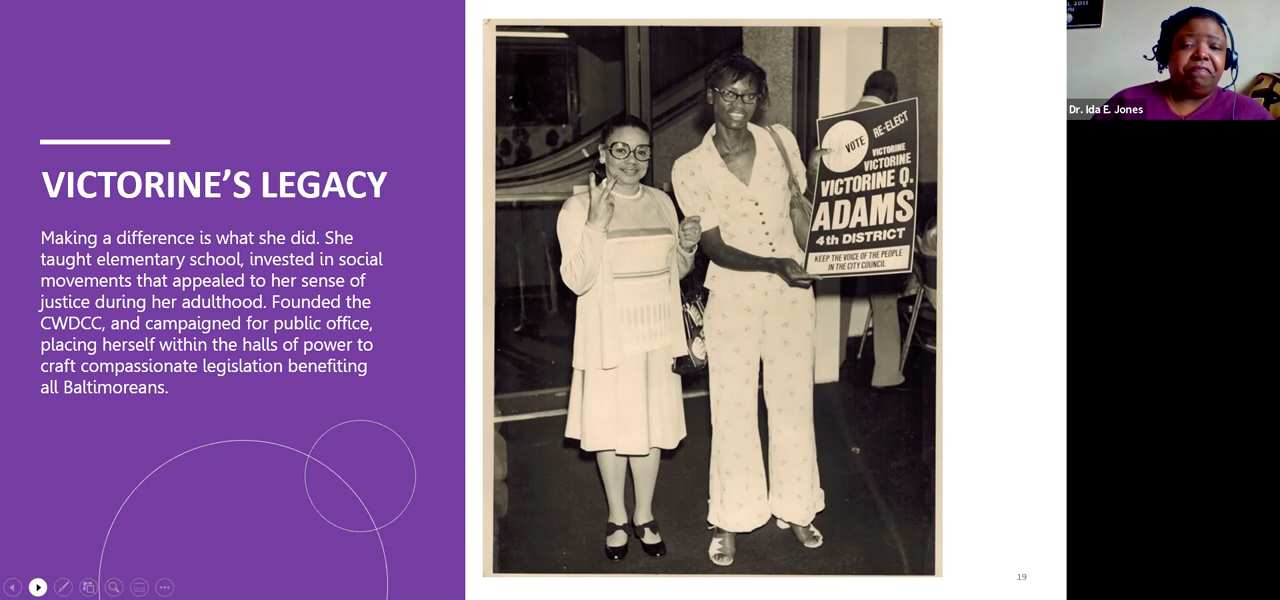 VICTORINE’S LEGACY
Making a difference is what she did. She
taught elementary school, invested in social
movements that appealed to her sense of
justice during her adulthood. Founded the
CWDCC, and campaigned for public office,
placing herself within the halls of power to
craft compassionate legislation benefiting
all Baltimoreans.
VOTE
RE-ELECT
VICTORINE
VICTORINE
VICTORINE Q.
ADAMS
4th DISTRICT
KEEP THE VOICE OF THE PEOPLE
IN THE CITY COUNCIL
19
2011
Dr. Ida E. Jones